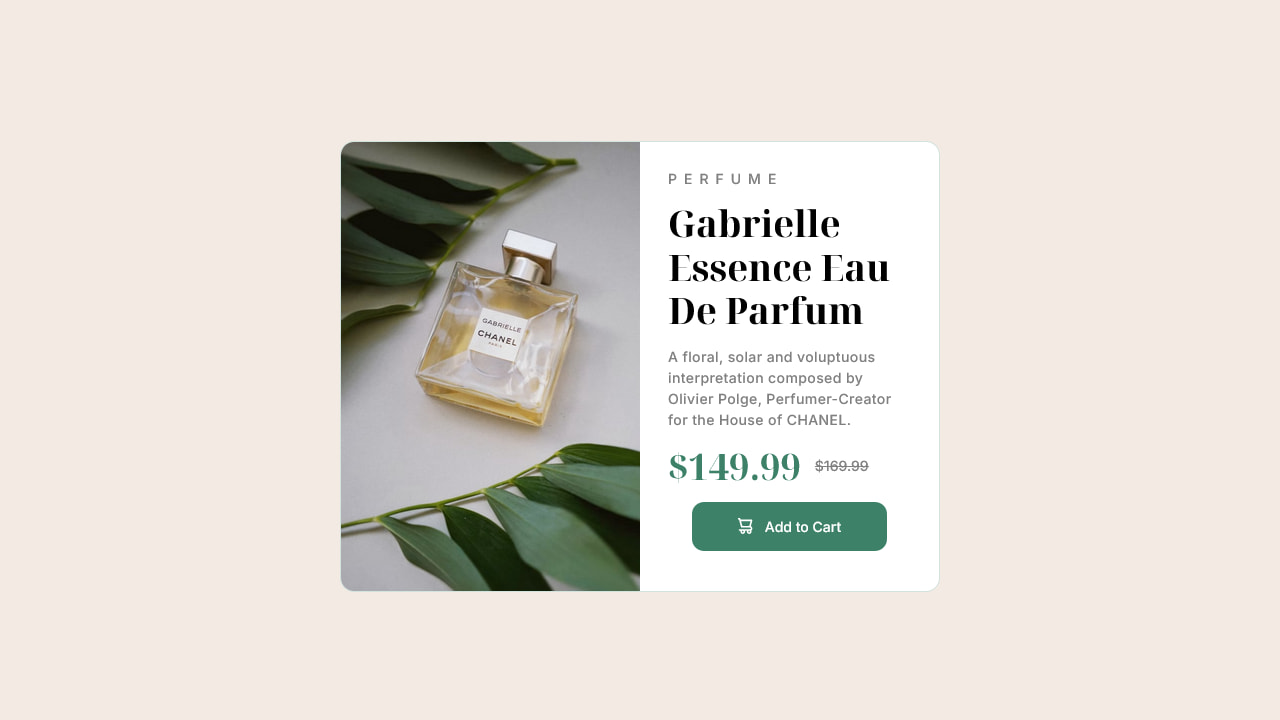 GABRIELLE
CHANEL
PARIS
PERFUME
Gabrielle
Essence Eau
De Parfum
A floral, solar and voluptuous
interpretation composed by
Olivier Polge, Perfumer-Creator
for the House of CHANEL.
$149.99 $169.99
Add to Cart